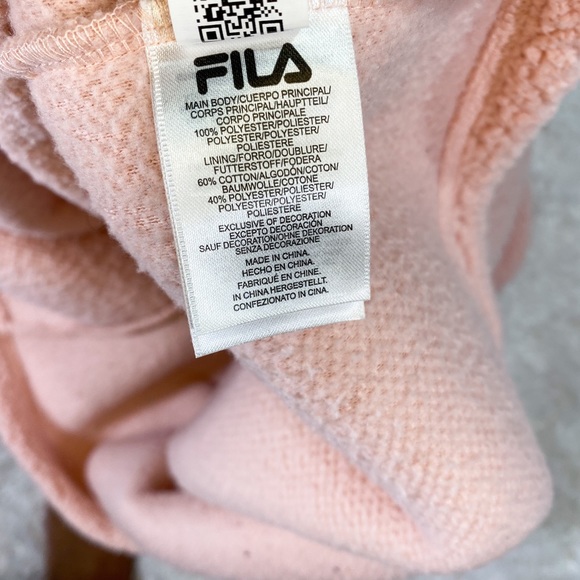 FILA
MAIN BODY/CUERPO PRINCIPAL/
CORPS PRINCIPAL/HAUPTTEIL/
CORPO PRINCIPALE
100% POLYESTER/POLIESTER/
POLYESTER/POLYESTER/
POLIESTERE
LINING/FORRO/DOUBLURE/
FUTTERSTOFF/FODERA
60% COTTON/ALGODON/COTON/
BAUMWOLLE/COTONE
40% POLYESTER/POLIESTER/
POLYESTER/POLYESTER/
POLIESTERE
EXCLUSIVE OF DECORATION
EXCEPTO DECORACIÓN
SAUF DECORATION/OHNE DEKORATION
SENZA DECORAZIONE
MADE IN CHINA.
HECHO EN CHINA.
FABRIQUÉ EN CHINE.
IN CHINA HERGESTELLT.
CONFEZIONATO IN CINA.